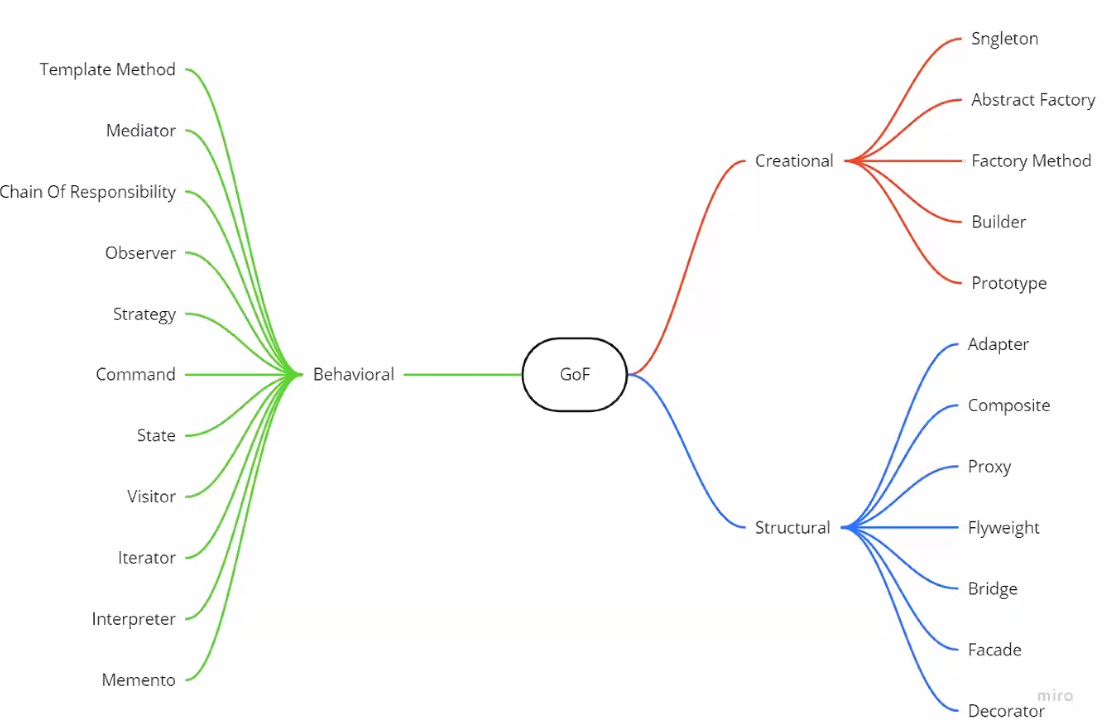 Template Method
Mediator
Chain Of Responsibility
Observer
Strategy
Command
State
Visitor
Iterator
Interpreter
Memento
Behavioral
GoF
Creational
Sngleton
Abstract Factory
Factory Method
Builder
Prototype
Structural
Adapter
Composite
Proxy
Flyweight
Bridge
Facade
Decorator
miro